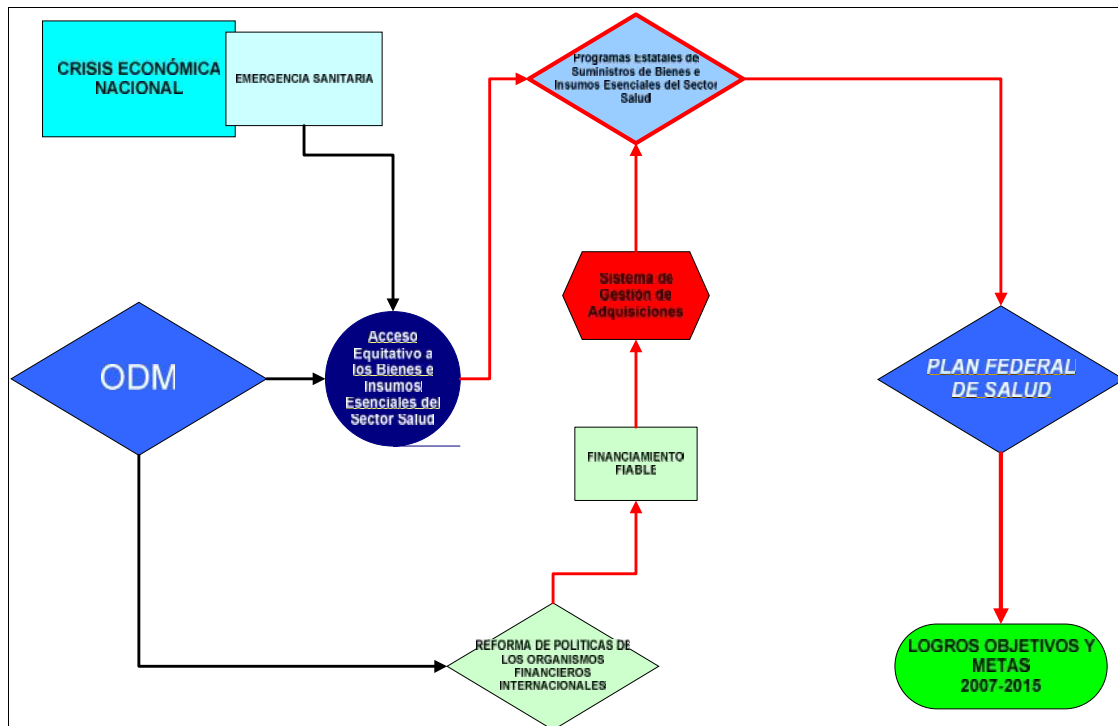 CRISIS ECONÓMICA
NACIONAL
EMERGENCIA SANITARIA
Programas Estatales de
Suministros de Bienes e
Insumos Esenciales del Sector
Salud
Sistema de
Gestión de
Adquisiciones
ODM
Acceso
Equitativo a
los Bienes e
Insumos
Esenciales del
Sector Salud
PLAN FEDERAL
DE SALUD
FINANCIAMIENTO
FIABLE
REFORMA DE POLITICAS DE
LOS ORGANISMOS
FINANCIEROS
INTERNACIONALES
LOGROS OBJETIVOS Y
METAS
2007-2015